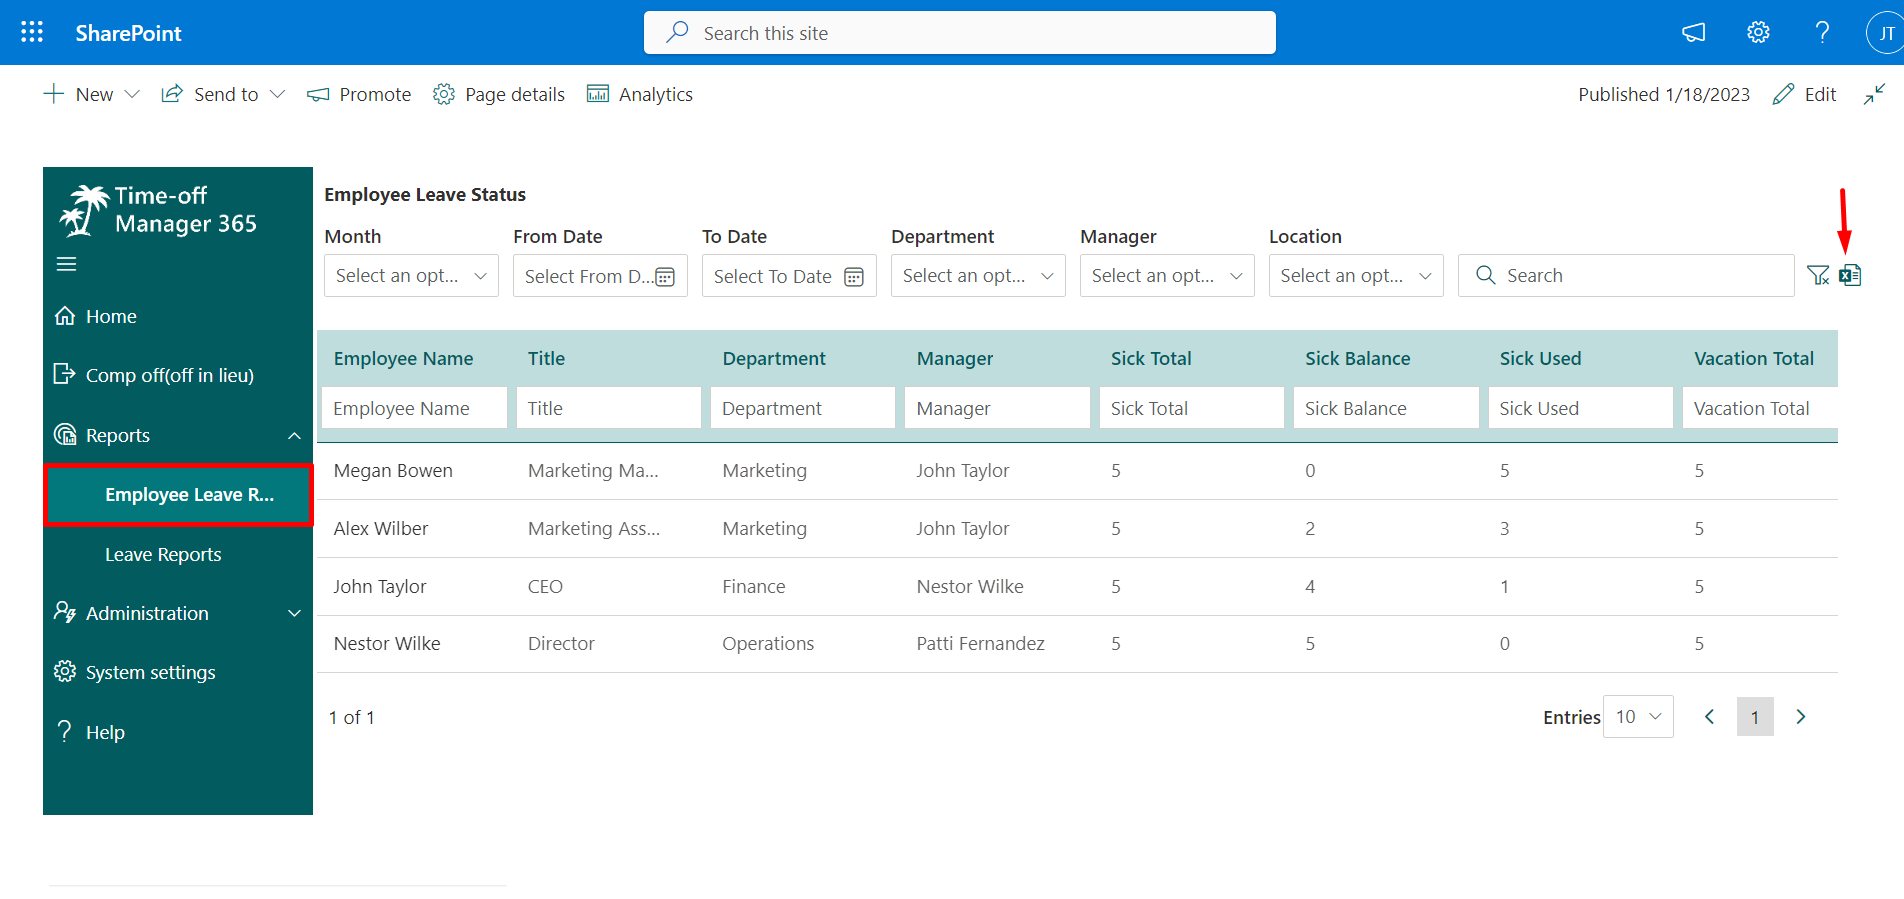 SharePoint
Search this site
JT
New
Send to
Promote
Page details
Analytics
Published 1/18/2023
Edit
Time-off
Manager 365
Home
Comp off(off in lieu)
Reports
Employee Leave R...
Leave Reports
Administration
System settings
Help
Employee Leave Status
Month From Date To Date Department Manager Location
Select an opt... Select From D... Select To Date Select an opt... Select an opt... Select an opt... Search
Employee Name Title Department Manager Sick Total Sick Balance Sick Used Vacation Total
Employee Name Title Department Manager Sick Total Sick Balance Sick Used Vacation Total
Megan Bowen Marketing Ma... Marketing John Taylor 5 0 5 5
Alex Wilber Marketing Ass... Marketing John Taylor 5 2 3 5
John Taylor CEO Finance Nestor Wilke 5 4 1 5
Nestor Wilke Director Operations Patti Fernandez 5 5 0 5
1 of 1
Entries 10 1